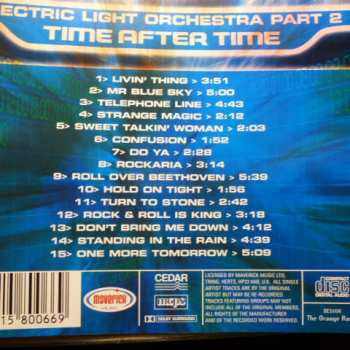 ECTRIC LIGHT ORCHESTRA PART 2
TIME AFTER TIME
1> LIVIN' THING > 3:51
2> MR BLUE SKY > 5:00
3> TELEPHONE LINE > 4:43
4> STRANGE MAGIC > 2:12
5> SWEET TALKIN' WOMAN > 2:03
6> CONFUSION > 1:52
7> DO YA > 2:28
8> ROCKARIA > 3:14
9> ROLL OVER BEETHOVEN > 5:39
10> HOLD ON TIGHT > 1:56
11> TURN TO STONE > 2:42
12> ROCK & ROLL IS KING > 3:18
13> DON'T BRING ME DOWN > 4:12
14> STANDING IN THE RAIN > 4:39
15> ONE MORE TOMORROW > 5:09
maverick
CEDAR
mcps
DOLBY SURROUND
LICENSED BY MAVERICK MUSIC LTD,
TRING, HERTS, HP23 AHR U.K. ALL SINGLE
ARTIST TRACKS ARE BY THE ORIGINAL
ARTIST BUT MAY BE RE-RECORDED.
TRACKS FEATURING GROUPS MAY NOT
INCLUDE ALL OF THE ORIGINAL MEMBERS.
ALL RIGHTS OF THE MANUFACTURER
AND OF THE RECORDED WORK RESERVED.
COMPACT
disc
DIGITAL AUDIO
The Orange Ra
15 800669